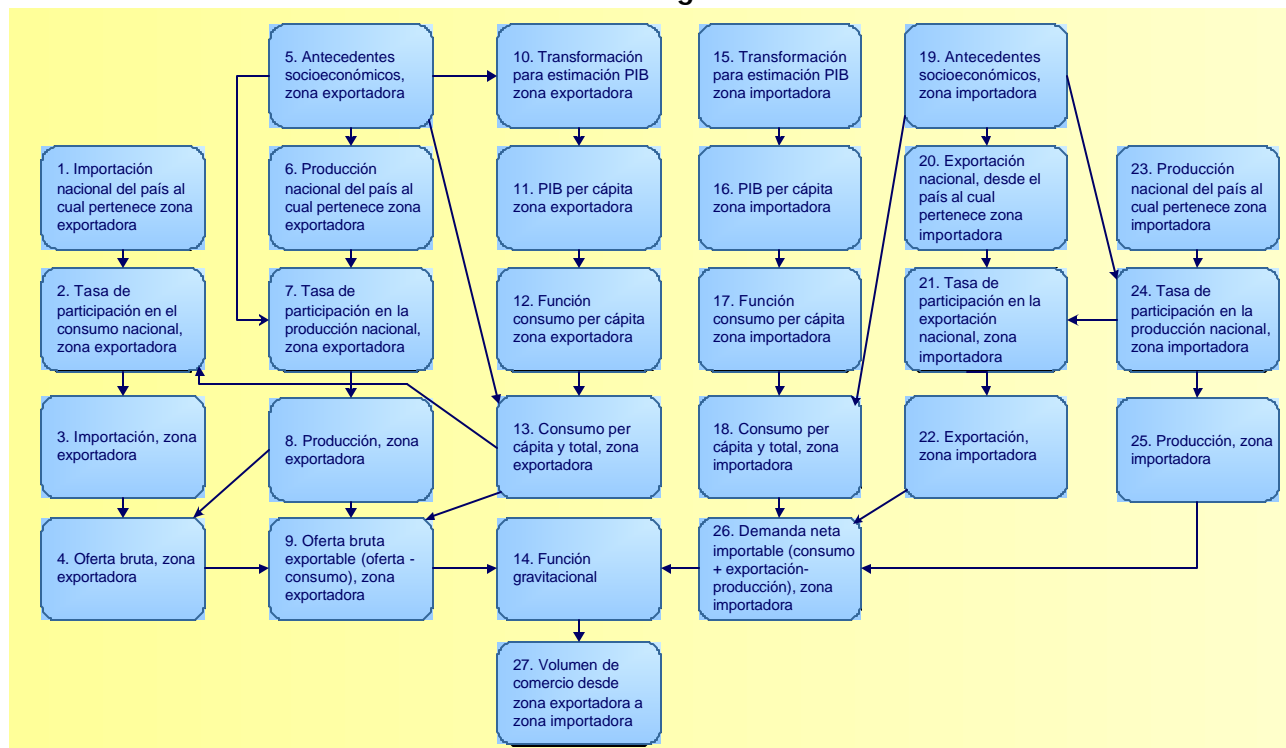 5. Antecedentes
socioeconómicos,
zona exportadora
10. Transformación
para estimación PIB
zona exportadora
15. Transformación
para estimación PIB
zona importadora
19. Antecedentes
socioeconómicos,
zona importadora
1. Importación
nacional del país al
cual pertenece zona
exportadora
6. Producción
nacional del país al
cual pertenece zona
exportadora
11. PIB per cápita
zona exportadora
16. PIB per cápita
zona importadora
20. Exportación
nacional, desde el
país al cual
pertenece zona
importadora
23. Producción
nacional del país al
cual pertenece zona
importadora
2. Tasa de
participación en el
consumo nacional,
zona exportadora
7. Tasa de
participación en la
producción nacional,
zona exportadora
12. Función
consumo per cápita
zona exportadora
17. Función
consumo per cápita
zona importadora
21. Tasa de
participación en la
exportación
nacional, zona
importadora
24. Tasa de
participación en la
producción nacional,
zona importadora
3. Importación, zona
exportadora
8. Producción, zona
exportadora
13. Consumo per
cápita y total, zona
exportadora
18. Consumo per
cápita y total, zona
importadora
22. Exportación,
zona importadora
25. Producción, zona
importadora
4. Oferta bruta, zona
exportadora
9. Oferta bruta
exportable (oferta -
consumo), zona
exportadora
14. Función
gravitacional
26. Demanda neta
importable (consumo
+ exportación-
producción), zona
importadora
27. Volumen de
comercio desde
zona exportadora a
zona importadora